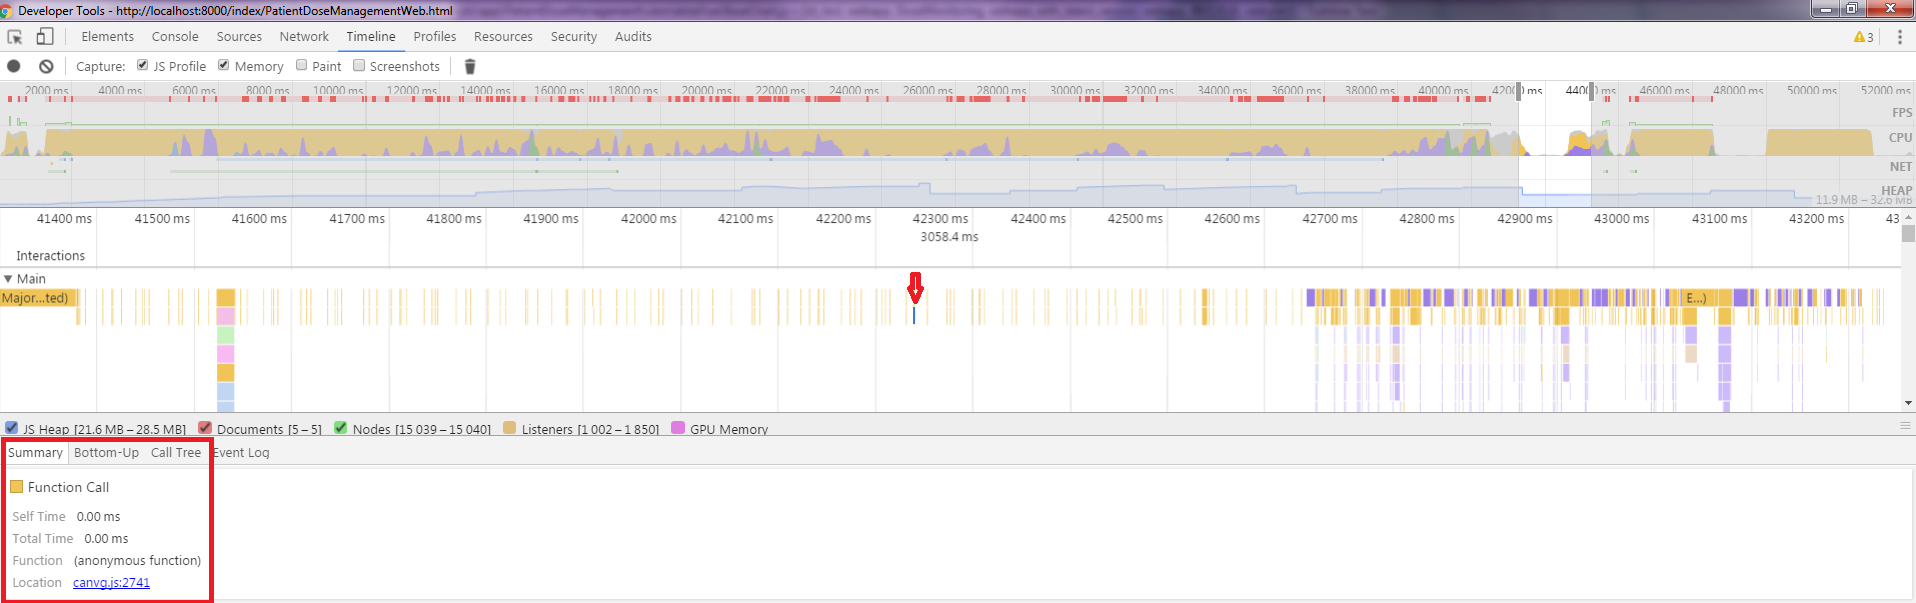 Developer Tools - http://localhost:8000/index/PatientDoseManagementWeb.html
Elements Console Sources Network Timeline Profiles Resources Security Audits 3
Capture: JS Profile Memory Paint Screenshots
2000 ms 4000 ms 6000 ms 8000 ms 10000 ms 12000 ms 14000 ms 16000 ms 18000 ms 20000 ms 22000 ms 24000 ms 26000 ms 28000 ms 30000 ms 32000 ms 34000 ms 36000 ms 38000 ms 40000 ms 46000 ms 48000 ms 50000 ms 52000 ms
FPS
CPU
NET
HEAP
11.9 MB – 32.6 MB
41400 ms 41500 ms 41600 ms 41700 ms 41800 ms 41900 ms 42000 ms 42100 ms 42200 ms 42300 ms 42400 ms 42500 ms 42600 ms 42700 ms 42800 ms 42900 ms 43000 ms 43100 ms 43200 ms 43
3058.4 ms
Interactions
Main
Major...ted) E...)
JS Heap [21.6 MB – 28.5 MB] Documents [5 – 5] Nodes [15 039 – 15 040] Listeners [1 002 – 1 850] GPU Memory
Summary Bottom-Up Call Tree Event Log
Function Call
Self Time 0.00 ms
Total Time 0.00 ms
Function (anonymous function)
Location canvg.js:2741